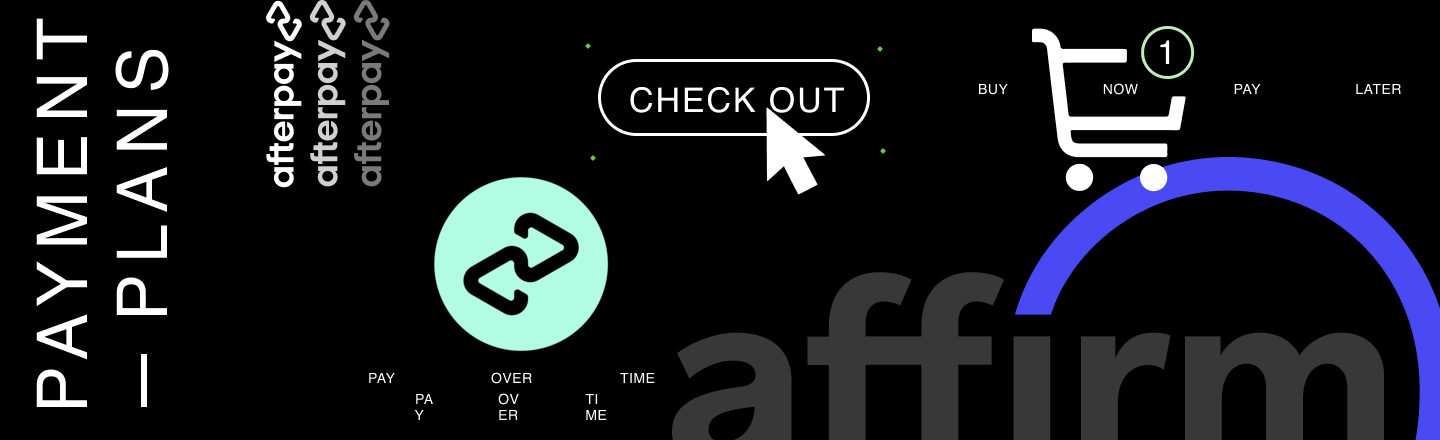 PAYMENT
— PLANS
afterpay
afterpay
afterpay
CHECK OUT
1
BUY NOW PAY LATER
PAY OVER TIME
PA OV TI
Y ER ME
affirm